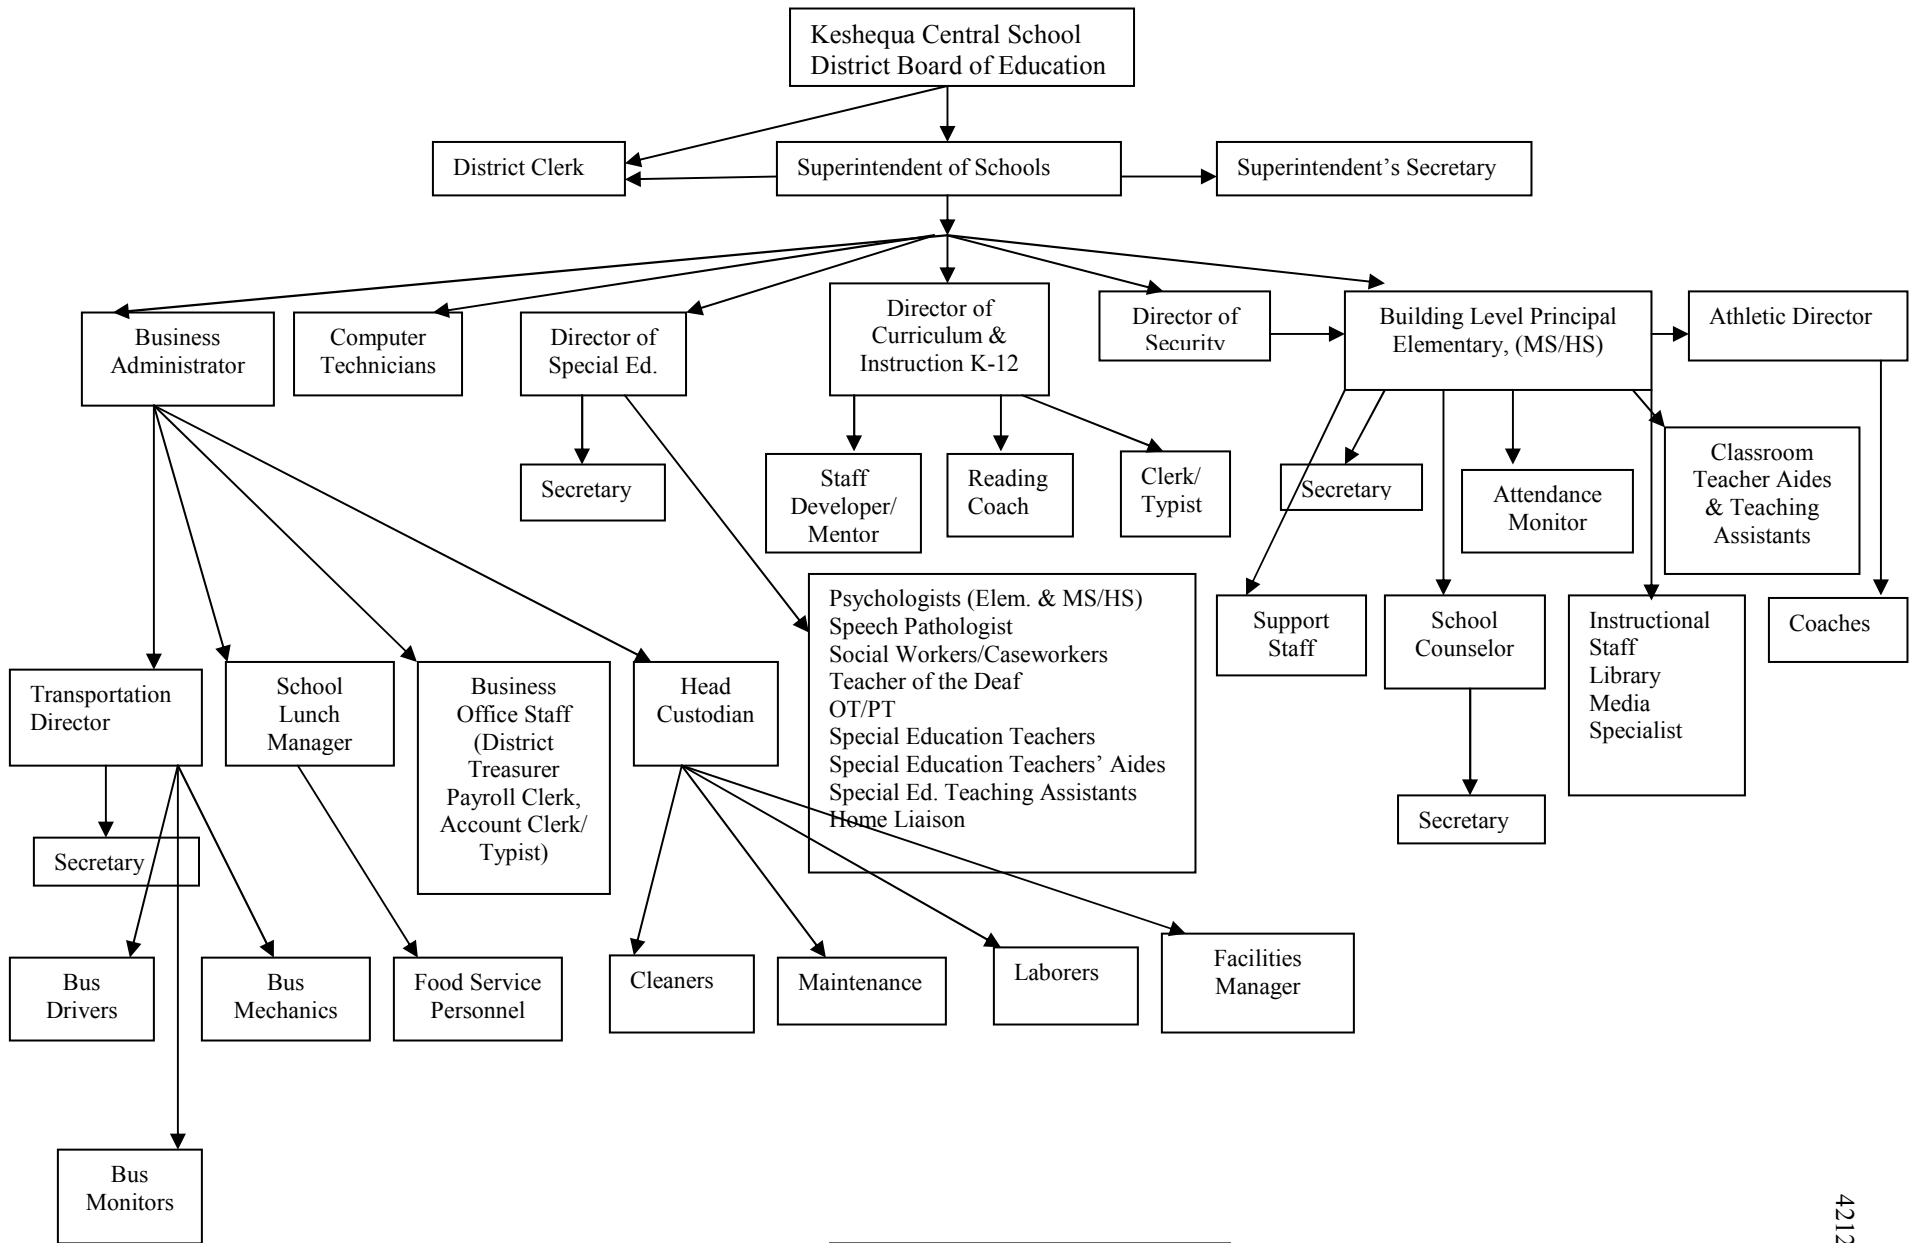 Keshequa Central School
District Board of Education
District Clerk
Superintendent of Schools
Superintendent’s Secretary
Business
Administrator
Computer
Technicians
Director of
Special Ed.
Director of
Curriculum &
Instruction K-12
Director of
Security
Building Level Principal
Elementary, (MS/HS)
Athletic Director
Secretary
Staff
Developer/
Mentor
Reading
Coach
Clerk/
Typist
Secretary
Attendance
Monitor
Classroom
Teacher Aides
& Teaching
Assistants
Psychologists (Elem. & MS/HS)
Speech Pathologist
Social Workers/Caseworkers
Teacher of the Deaf
OT/PT
Special Education Teachers
Special Education Teachers’ Aides
Special Ed. Teaching Assistants
Home Liaison
Support
Staff
School
Counselor
Instructional
Staff
Library
Media
Specialist
Coaches
Transportation
Director
School
Lunch
Manager
Business
Office Staff
(District
Treasurer
Payroll Clerk,
Account Clerk/
Typist)
Head
Custodian
Secretary
Secretary
Bus
Drivers
Bus
Mechanics
Food Service
Personnel
Cleaners
Maintenance
Laborers
Facilities
Manager
Bus
Monitors
4212